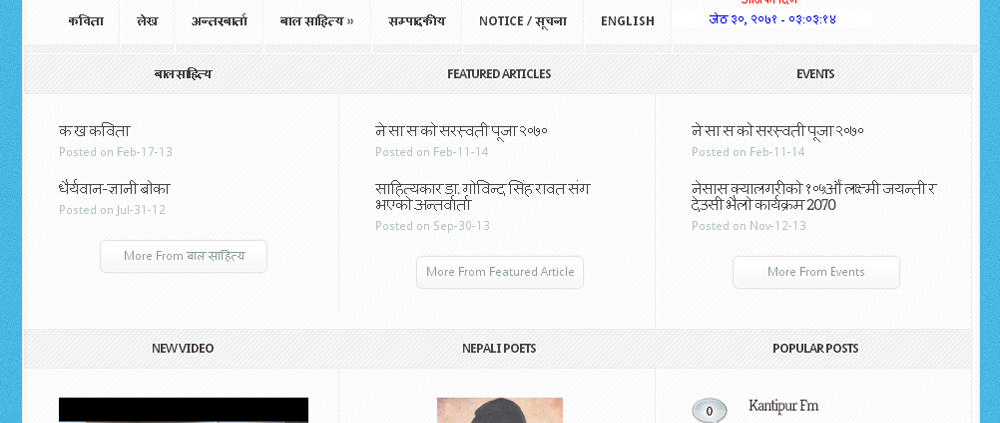 कविता लेख अन्तरबार्ता बाल साहित्य » सम्पादकीय NOTICE / सूचना ENGLISH
जेठ ३०, २०७१ - ०३:०३:१४
बाल साहित्य FEATURED ARTICLES EVENTS
क ख कविता
Posted on Feb-17-13
धैर्यवान-ज्ञानी बोका
Posted on Jul-31-12
More From बाल साहित्य
ने सा स को सरस्वती पूजा २०७०
Posted on Feb-11-14
साहित्यकार डा. गोविन्द सिंह रावत संग
भएको अन्तर्वार्ता
Posted on Sep-30-13
More From Featured Article
ने सा स को सरस्वती पूजा २०७०
Posted on Feb-11-14
नेसास क्यालगरीको १०५औं लक्ष्मी जयन्ती र
देउसी भैलो कार्यक्रम 2070
Posted on Nov-12-13
More From Events
NEW VIDEO NEPALI POETS POPULAR POSTS
0 Kantipur Fm